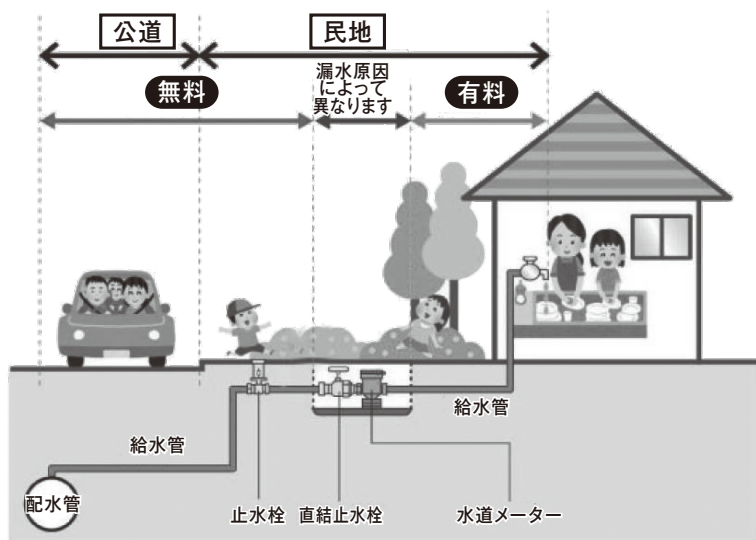 公道
民地
無料
漏水原因
によって
異なります
有料
給水管
給水管
配水管
止水栓
直結止水栓
水道メーター